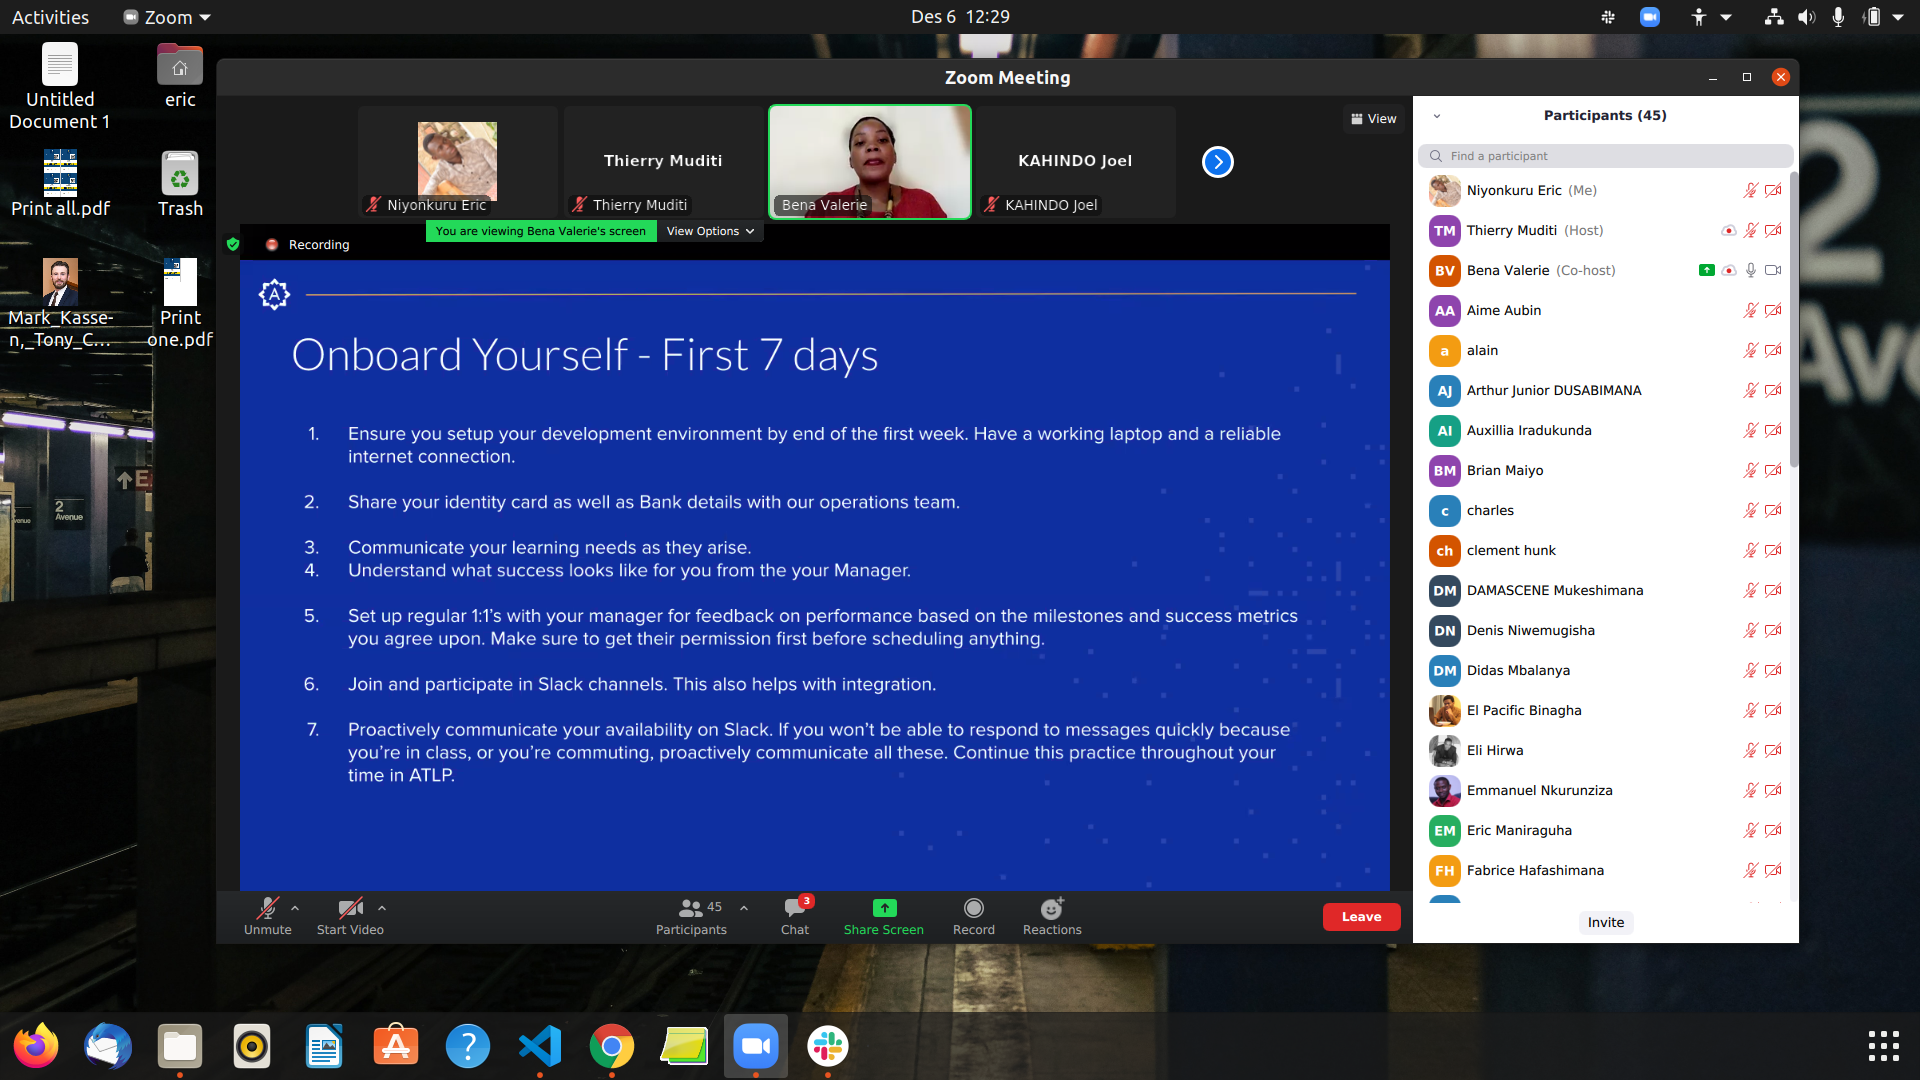 Activities
Zoom
Des 6 12:29
Untitled
Document 1
eric
Print all.pdf
Trash
Mark_Kasse-
n,_Tony_C...
Print
one.pdf
Zoom Meeting
Niyonkuru Eric
Thierry Muditi
Thierry Muditi
Bena Valerie
KAHINDO Joel
KAHINDO Joel
View
You are viewing Bena Valerie's screen
View Options
Recording
A
Onboard Yourself - First 7 days
1. Ensure you setup your development environment by end of the first week. Have a working laptop and a reliable
internet connection.
2. Share your identity card as well as Bank details with our operations team.
3. Communicate your learning needs as they arise.
4. Understand what success looks like for you from the your Manager.
5. Set up regular 1:1’s with your manager for feedback on performance based on the milestones and success metrics
you agree upon. Make sure to get their permission first before scheduling anything.
6. Join and participate in Slack channels. This also helps with integration.
7. Proactively communicate your availability on Slack. If you won’t be able to respond to messages quickly because
you’re in class, or you’re commuting, proactively communicate all these. Continue this practice throughout your
time in ATLP.
Unmute
Start Video
45
Participants
3
Chat
Share Screen
Record
Reactions
Leave
Participants (45)
Find a participant
Niyonkuru Eric (Me)
TM Thierry Muditi (Host)
BV Bena Valerie (Co-host)
AA Aime Aubin
a alain
AJ Arthur Junior DUSABIMANA
AI Auxillia Iradukunda
BM Brian Maiyo
c charles
ch clement hunk
DM DAMASCENE Mukeshimana
DN Denis Niwemugisha
DM Didas Mbalanya
El Pacific Binagha
Eli Hirwa
Emmanuel Nkurunziza
EM Eric Maniraguha
FH Fabrice Hafashimana
Invite
2
Avenue
2
Av